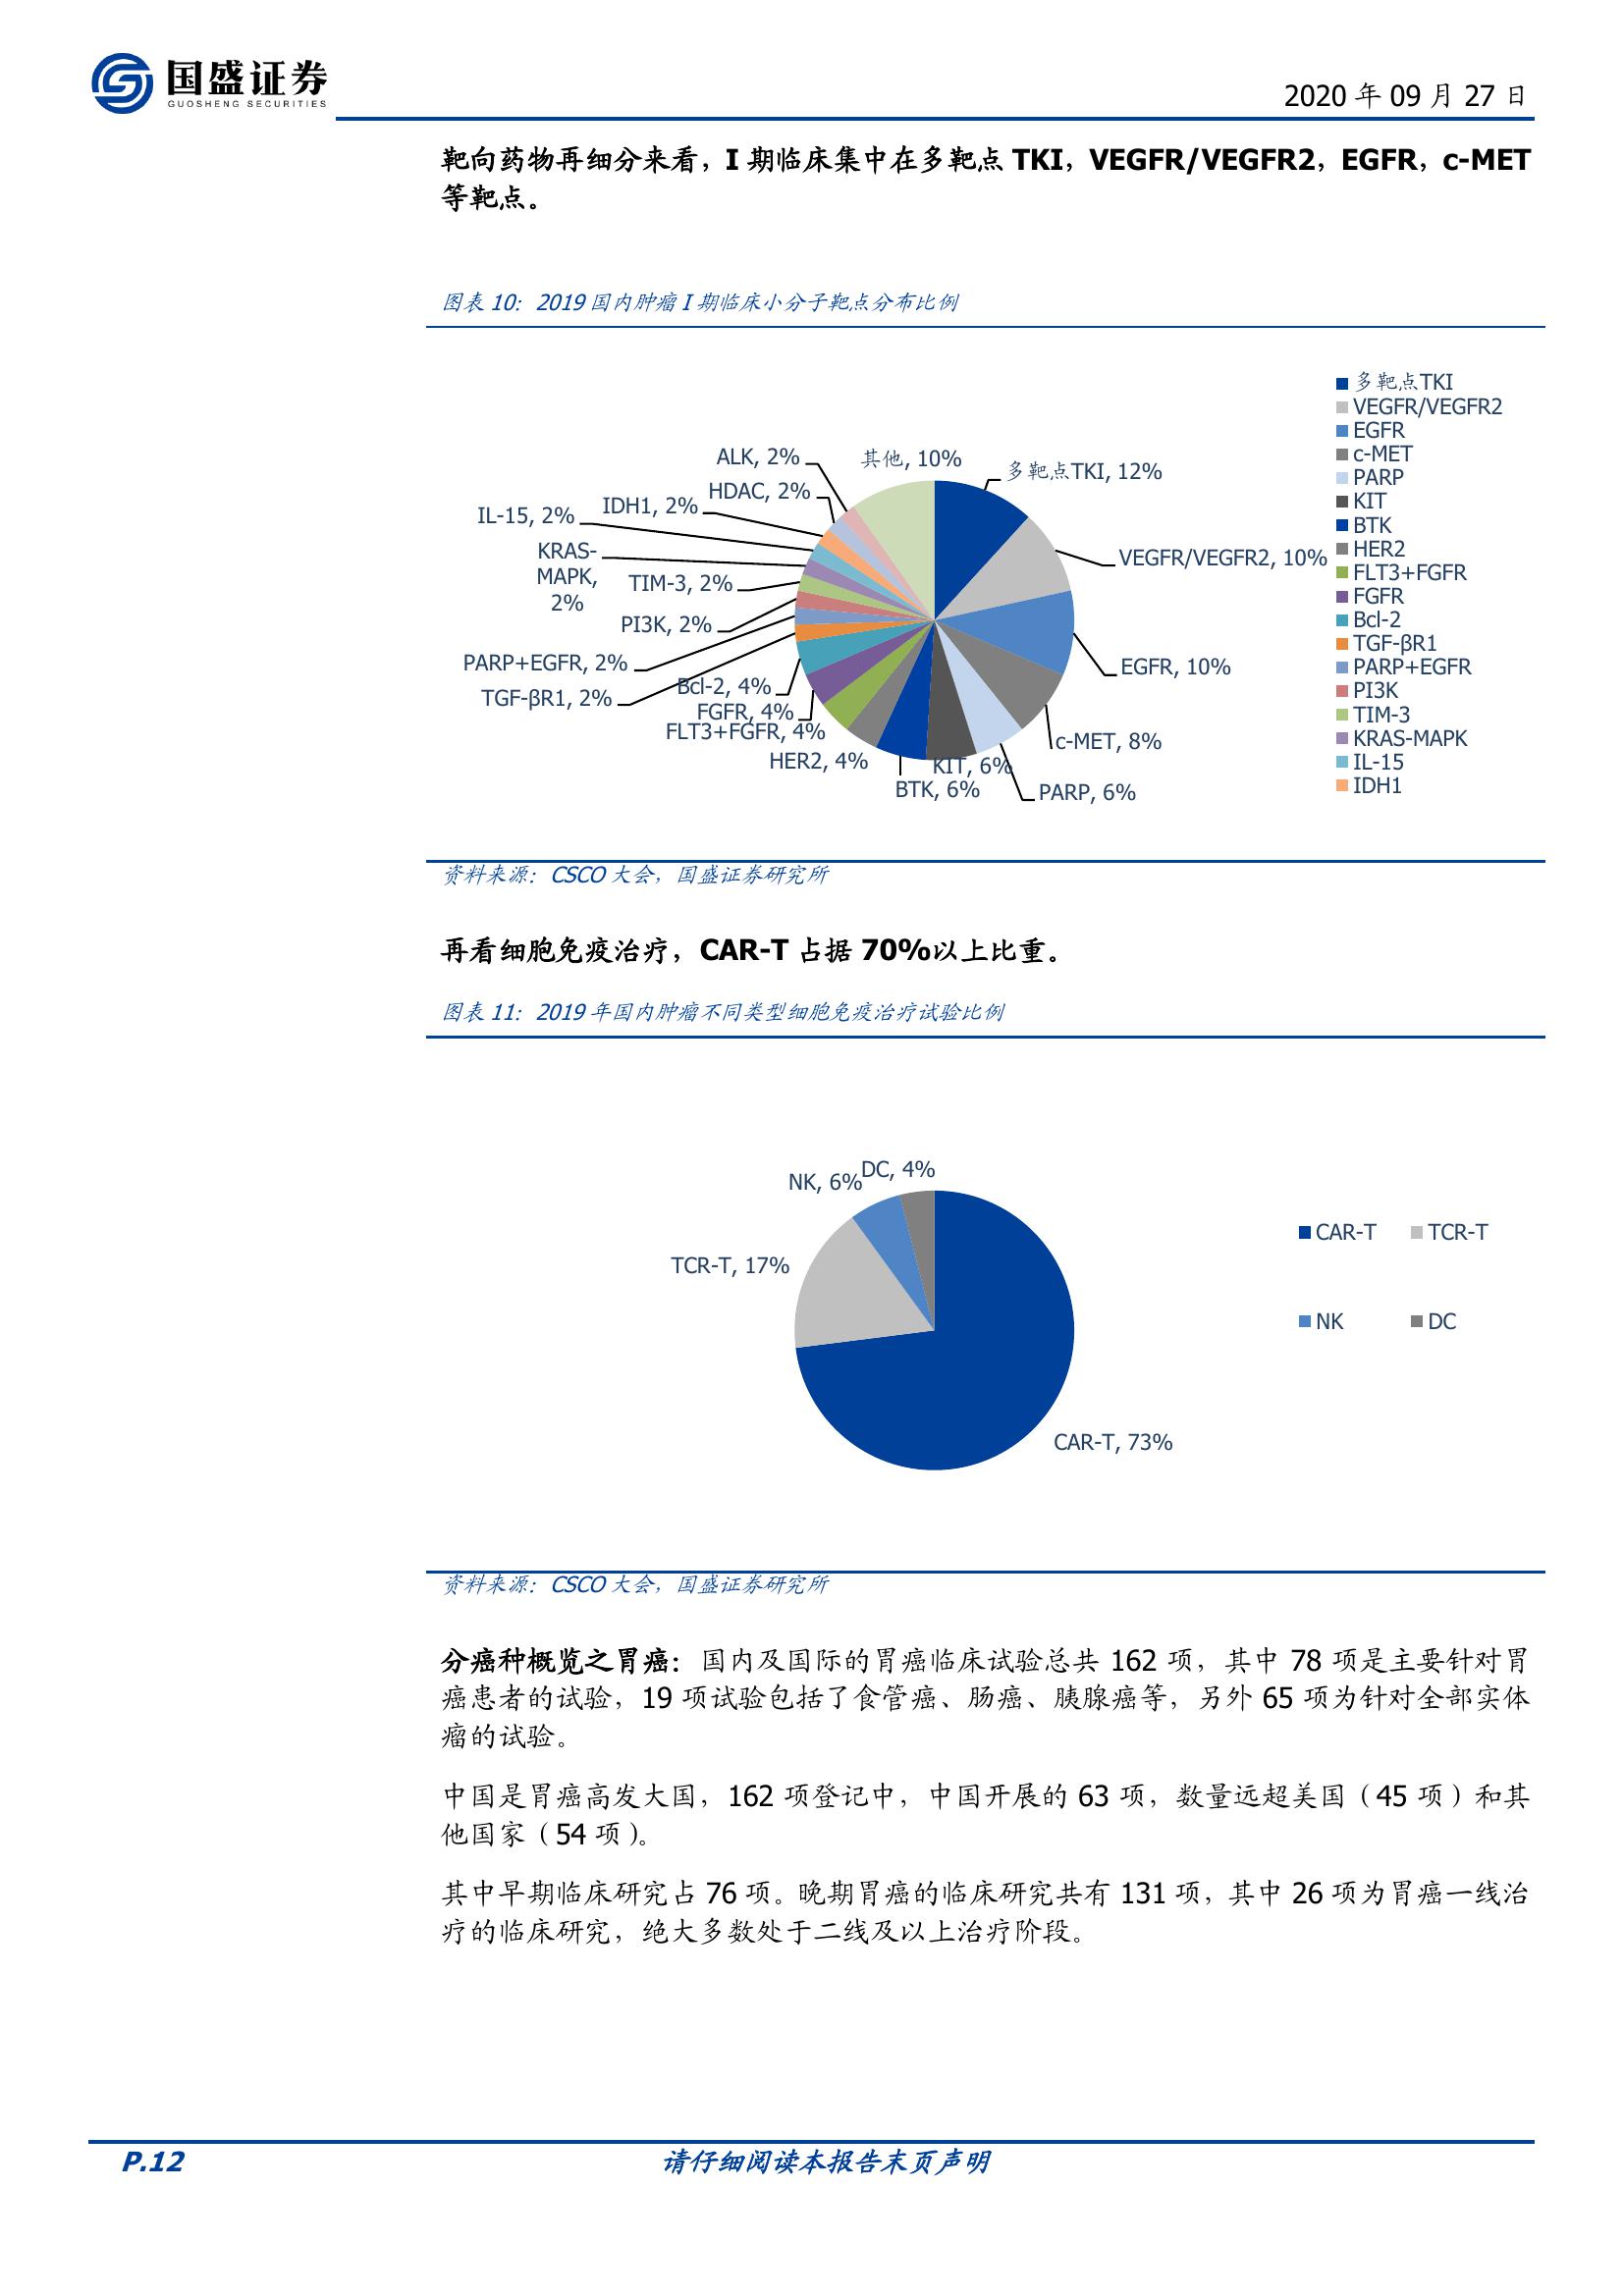 国盛证券
GUOSHENG SECURITIES
2020 年 09 月 27 日
靶向药物再细分来看，I 期临床集中在多靶点 TKI，VEGFR/VEGFR2，EGFR，c-MET
等靶点。
图表 10：2019 国内肿瘤 I 期临床小分子靶点分布比例
ALK, 2%
其他, 10%
多靶点TKI, 12%
HDAC, 2%
IDH1, 2%
IL-15, 2%
KRAS-
MAPK,
2%
VEGFR/VEGFR2, 10%
TIM-3, 2%
PI3K, 2%
PARP+EGFR, 2%
EGFR, 10%
TGF-βR1, 2%
Bcl-2, 4%
FGFR, 4%
FLT3+FGFR, 4%
c-MET, 8%
HER2, 4%
KIT, 6%
BTK, 6%
PARP, 6%
多靶点TKI
VEGFR/VEGFR2
EGFR
c-MET
PARP
KIT
BTK
HER2
FLT3+FGFR
FGFR
Bcl-2
TGF-βR1
PARP+EGFR
PI3K
TIM-3
KRAS-MAPK
IL-15
IDH1
资料来源：CSCO 大会，国盛证券研究所
再看细胞免疫治疗，CAR-T 占据 70%以上比重。
图表 11：2019 年国内肿瘤不同类型细胞免疫治疗试验比例
DC, 4%
NK, 6%
TCR-T, 17%
CAR-T, 73%
CAR-T
TCR-T
NK
DC
资料来源：CSCO 大会，国盛证券研究所
分癌种概览之胃癌：国内及国际的胃癌临床试验总共 162 项，其中 78 项是主要针对胃
癌患者的试验，19 项试验包括了食管癌、肠癌、胰腺癌等，另外 65 项为针对全部实体
瘤的试验。
中国是胃癌高发大国，162 项登记中，中国开展的 63 项，数量远超美国（45 项）和其
他国家（54 项）。
其中早期临床研究占 76 项。晚期胃癌的临床研究共有 131 项，其中 26 项为胃癌一线治
疗的临床研究，绝大多数处于二线及以上治疗阶段。
P.12
请仔细阅读本报告末页声明